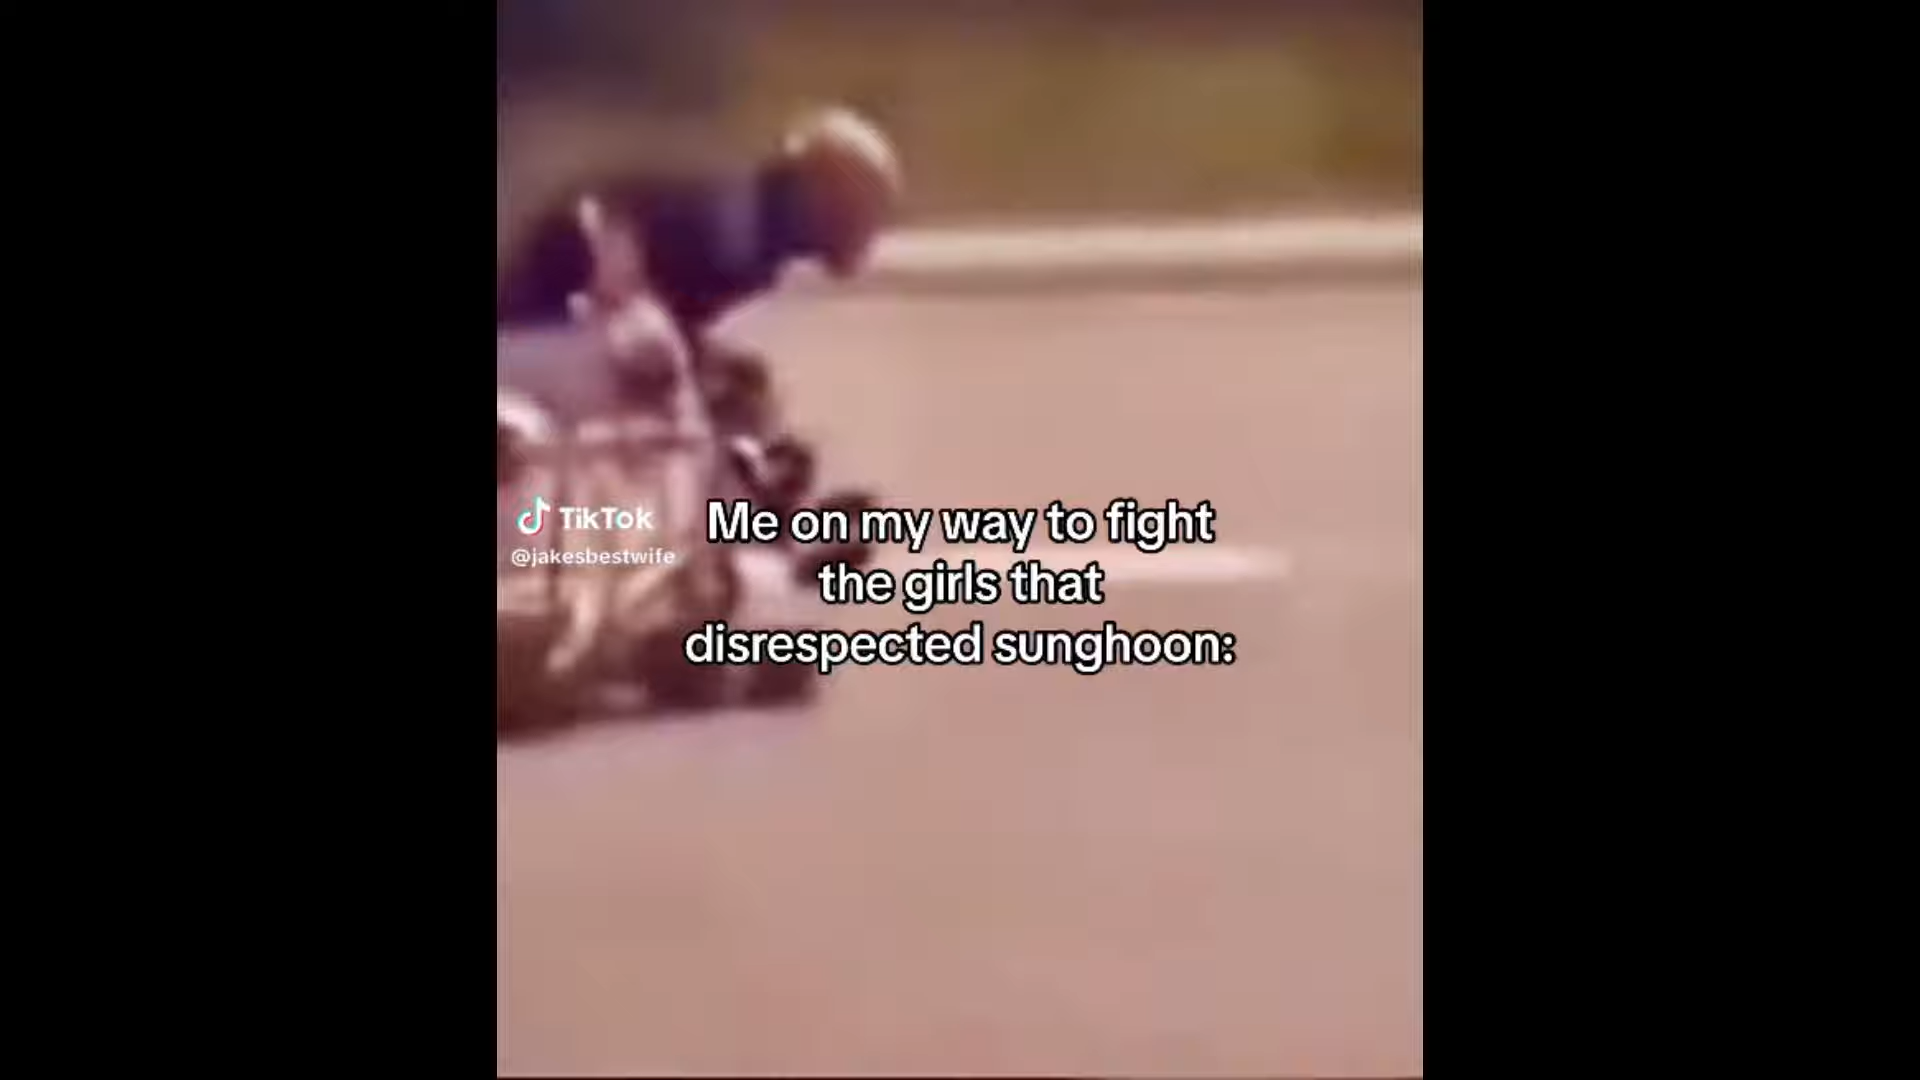 TikTok
@jakesbestwife
Me on my way to fight
the girls that
disrespected sunghoon: